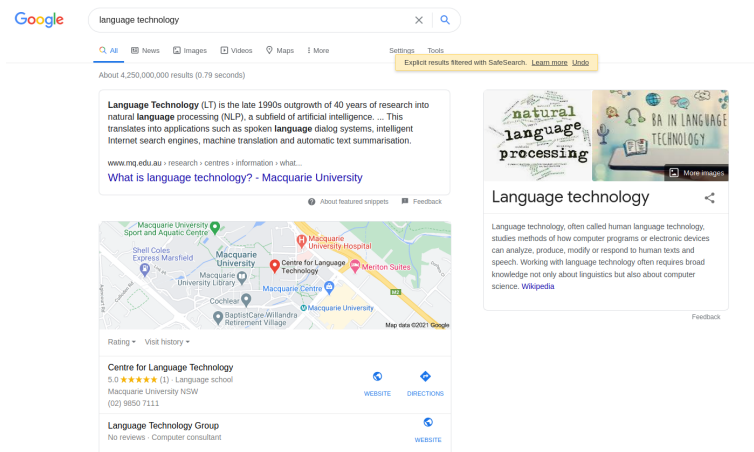 Google
language technology
All
News
Images
Videos
Maps
More
Settings
Tools
Explicit results filtered with SafeSearch. Learn more Undo
About 4,250,000,000 results (0.79 seconds)
Language Technology (LT) is the late 1990s outgrowth of 40 years of research into
natural language processing (NLP), a subfield of artificial intelligence. ... This
translates into applications such as spoken language dialog systems, intelligent
Internet search engines, machine translation and automatic text summarisation.
www.mq.edu.au › research › centres › information › what...
What is language technology? - Macquarie University
About featured snippets
Feedback
Macquarie University
Sport and Aquatic Centre
Macquarie
University Hospital
Shell Coles
Express Marsfield
Macquarie
University
Centre for Language
Technology
Meriton Suites
Macquarie
University Library
Macquarie Centre
M2
Cochlear
Macquarie University
BaptistCare Willandra
Retirement Village
Map data ©2021 Google
Rating
Visit history
Centre for Language Technology
5.0 ★★★★★ (1) · Language school
Macquarie University NSW
(02) 9850 7111
WEBSITE
DIRECTIONS
Language Technology Group
No reviews · Computer consultant
WEBSITE
natural
language
processing
BA IN LANGUAGE
TECHNOLOGY
More images
Language technology
Language technology, often called human language technology,
studies methods of how computer programs or electronic devices
can analyze, produce, modify or respond to human texts and
speech. Working with language technology often requires broad
knowledge not only about linguistics but also about computer
science. Wikipedia
Feedback